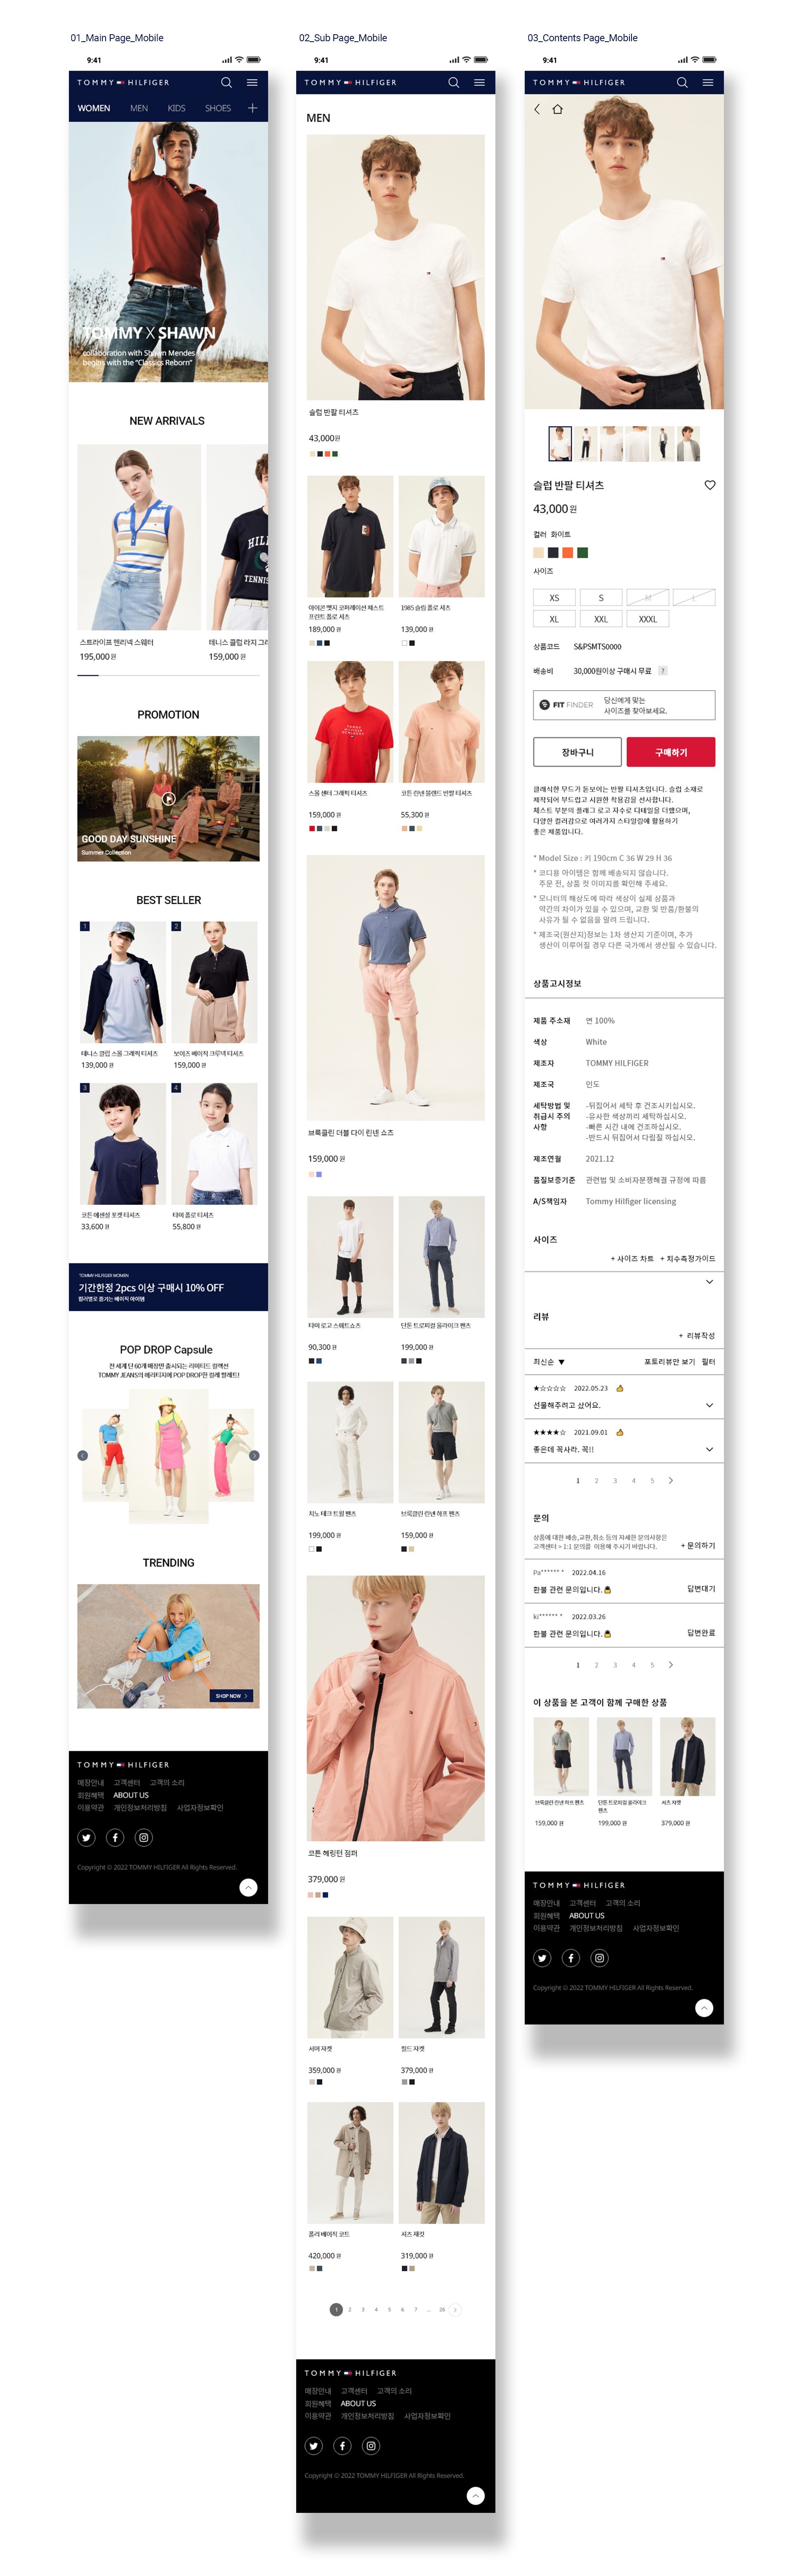 01_Main Page_Mobile
9:41
TOMMY HILFIGER
WOMEN MEN KIDS SHOES
TOMMY X SHAWN
collaboration with Shawn Mendes
begins with the "Classics Reborn"
NEW ARRIVALS
HIL
TENNIS
스트라이프 헨리넥 스웨터
195,000 원
테니스 클럽 라지 그래
159,000 원
PROMOTION
GOOD DAY SUNSHINE
Summer Collection
BEST SELLER
1
2
테니스 클럽 스몰 그래픽 티셔츠
139,000 원
보이즈 베이직 크루넥 티셔츠
159,000 원
3
4
코튼 에센셜 포켓 티셔츠
33,600 원
타미 폴로 티셔츠
55,800 원
TOMMY HILFIGER WOMEN
기간한정 2pcs 이상 구매시 10% OFF
컬러별로 즐기는 베이직 아이템
POP DROP Capsule
전 세계 단 60개 매장만 출시되는 리미티드 컬렉션
TOMMY JEANS의 헤리티지에 POP DROP한 컬레 팔레트!
TRENDING
SHOP NOW
TOMMY HILFIGER
매장안내 고객센터 고객의 소리
회원혜택 ABOUT US
이용약관 개인정보처리방침 사업자정보확인
Copyright © 2022 TOMMY HILFIGER All Rights Reserved.
02_Sub Page_Mobile
9:41
TOMMY HILFIGER
MEN
슬럽 반팔 티셔츠
43,000원
아이콘 뱃지 코퍼레이션 체스트
프린트 폴로 셔츠
189,000 원
1985 슬림 폴로 셔츠
139,000 원
스몰 센터 그래픽 티셔츠
159,000 원
코튼 린넨 블렌드 반팔 티셔츠
55,300 원
브룩클린 더블 다이 린넨 쇼츠
159,000 원
타미 로고 스웨트쇼츠
90,300 원
단톤 트로피컬 울라이크 팬츠
199,000 원
치노 테크 트윌 팬츠
199,000 원
브룩클린 린넨 하프 팬츠
159,000 원
코튼 헤링턴 점퍼
379,000 원
서머 자켓
359,000 원
필드 자켓
379,000 원
폴리 베이직 코트
420,000 원
셔츠 재킷
319,000 원
1 2 3 4 5 6 7 ... 26
TOMMY HILFIGER
매장안내 고객센터 고객의 소리
회원혜택 ABOUT US
이용약관 개인정보처리방침 사업자정보확인
Copyright © 2022 TOMMY HILFIGER All Rights Reserved.
03_Contents Page_Mobile
9:41
TOMMY HILFIGER
슬럽 반팔 티셔츠
43,000 원
컬러 화이트
사이즈
XS S M L
XL XXL XXXL
상품코드 S&PSMTS0000
배송비 30,000원이상 구매시 무료 ?
FIT FINDER
당신에게 맞는
사이즈를 찾아보세요.
장바구니
구매하기
클래식한 무드가 돋보이는 반팔 티셔츠입니다. 슬럽 소재로
제작되어 부드럽고 시원한 착용감을 선사합니다.
체스트 부분의 플래그 로고 자수로 디테일을 더했으며,
다양한 컬러감으로 여러가지 스타일링에 활용하기
좋은 제품입니다.
* Model Size : 키 190cm C 36 W 29 H 36
* 코디용 아이템은 함께 배송되지 않습니다.
주문 전, 상품 컷 이미지를 확인해 주세요.
* 모니터의 해상도에 따라 색상이 실제 상품과
약간의 차이가 있을 수 있으며, 교환 및 반품/환불의
사유가 될 수 없음을 알려 드립니다.
* 제조국(원산지)정보는 1차 생산지 기준이며, 추가
생산이 이루어질 경우 다른 국가에서 생산될 수 있습니다.
상품고시정보
제품 주소재 면 100%
색상 White
제조자 TOMMY HILFIGER
제조국 인도
세탁방법 및 -뒤집어서 세탁 후 건조시키십시오.
취급시 주의 -유사한 색상끼리 세탁하십시오.
사항 -빠른 시간 내에 건조하십시오.
-반드시 뒤집어서 다림질 하십시오.
제조연월 2021.12
품질보증기준 관련법 및 소비자분쟁해결 규정에 따름
A/S책임자 Tommy Hilfiger licensing
사이즈
+ 사이즈 차트 + 치수측정가이드
리뷰
+ 리뷰작성
최신순 ▼ 포토리뷰만 보기 필터
★☆☆☆☆ 2022.05.23 👍
선물해주려고 샀어요.
★★★★☆ 2021.09.01 👍
좋은데 꼭사라. 꼭!!
1 2 3 4 5
문의
상품에 대한 배송,교환,취소 등의 자세한 문의사항은
고객센터 > 1:1 문의를 이용해 주시기 바랍니다.
+ 문의하기
Pa****** * 2022.04.16
환불 관련 문의입니다. 답변대기
ki****** * 2022.03.26
환불 관련 문의입니다. 답변완료
1 2 3 4 5
이 상품을 본 고객이 함께 구매한 상품
브룩클린 린넨 하프 팬츠
159,000 원
단톤 트로피컬 울라이크
팬츠
199,000 원
셔츠 자켓
379,000 원
TOMMY HILFIGER
매장안내 고객센터 고객의 소리
회원혜택 ABOUT US
이용약관 개인정보처리방침 사업자정보확인
Copyright © 2022 TOMMY HILFIGER All Rights Reserved.